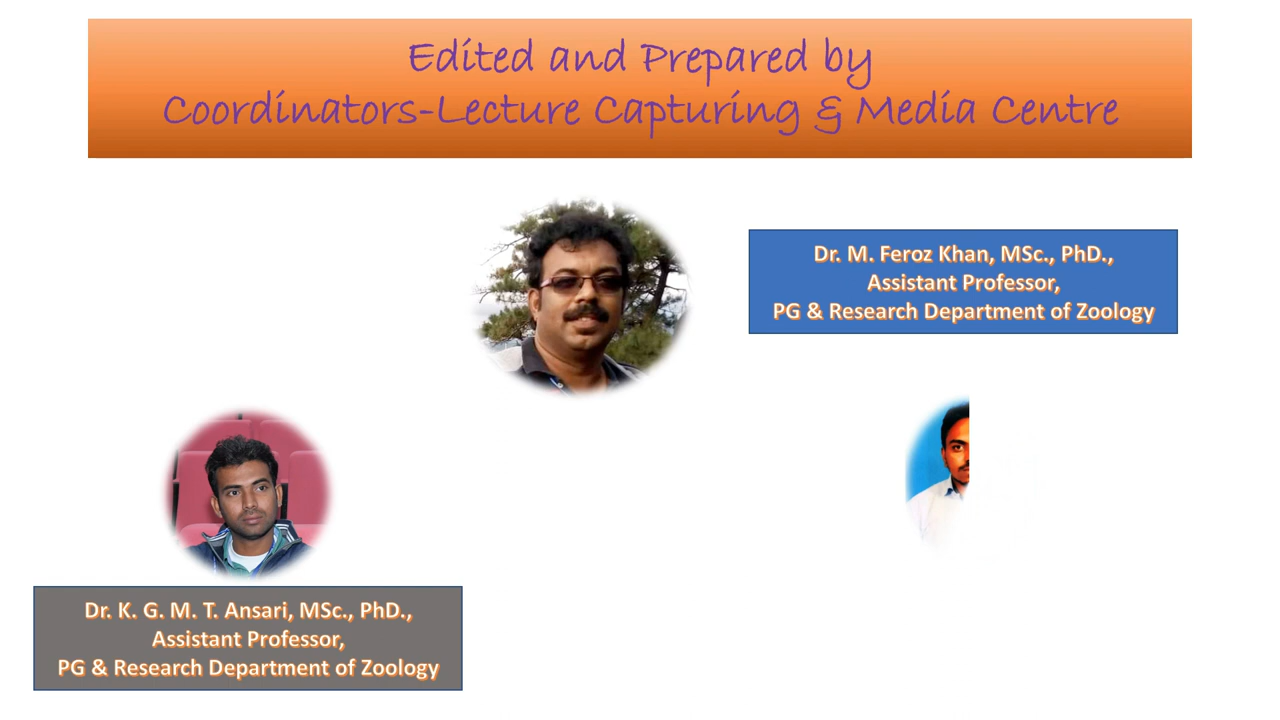 Edited and Prepared by
Coordinators-Lecture Capturing & Media Centre
Dr. M. Feroz Khan, MSc., PhD.,
Assistant Professor,
PG & Research Department of Zoology
Dr. K. G. M. T. Ansari, MSc., PhD.,
Assistant Professor,
PG & Research Department of Zoology